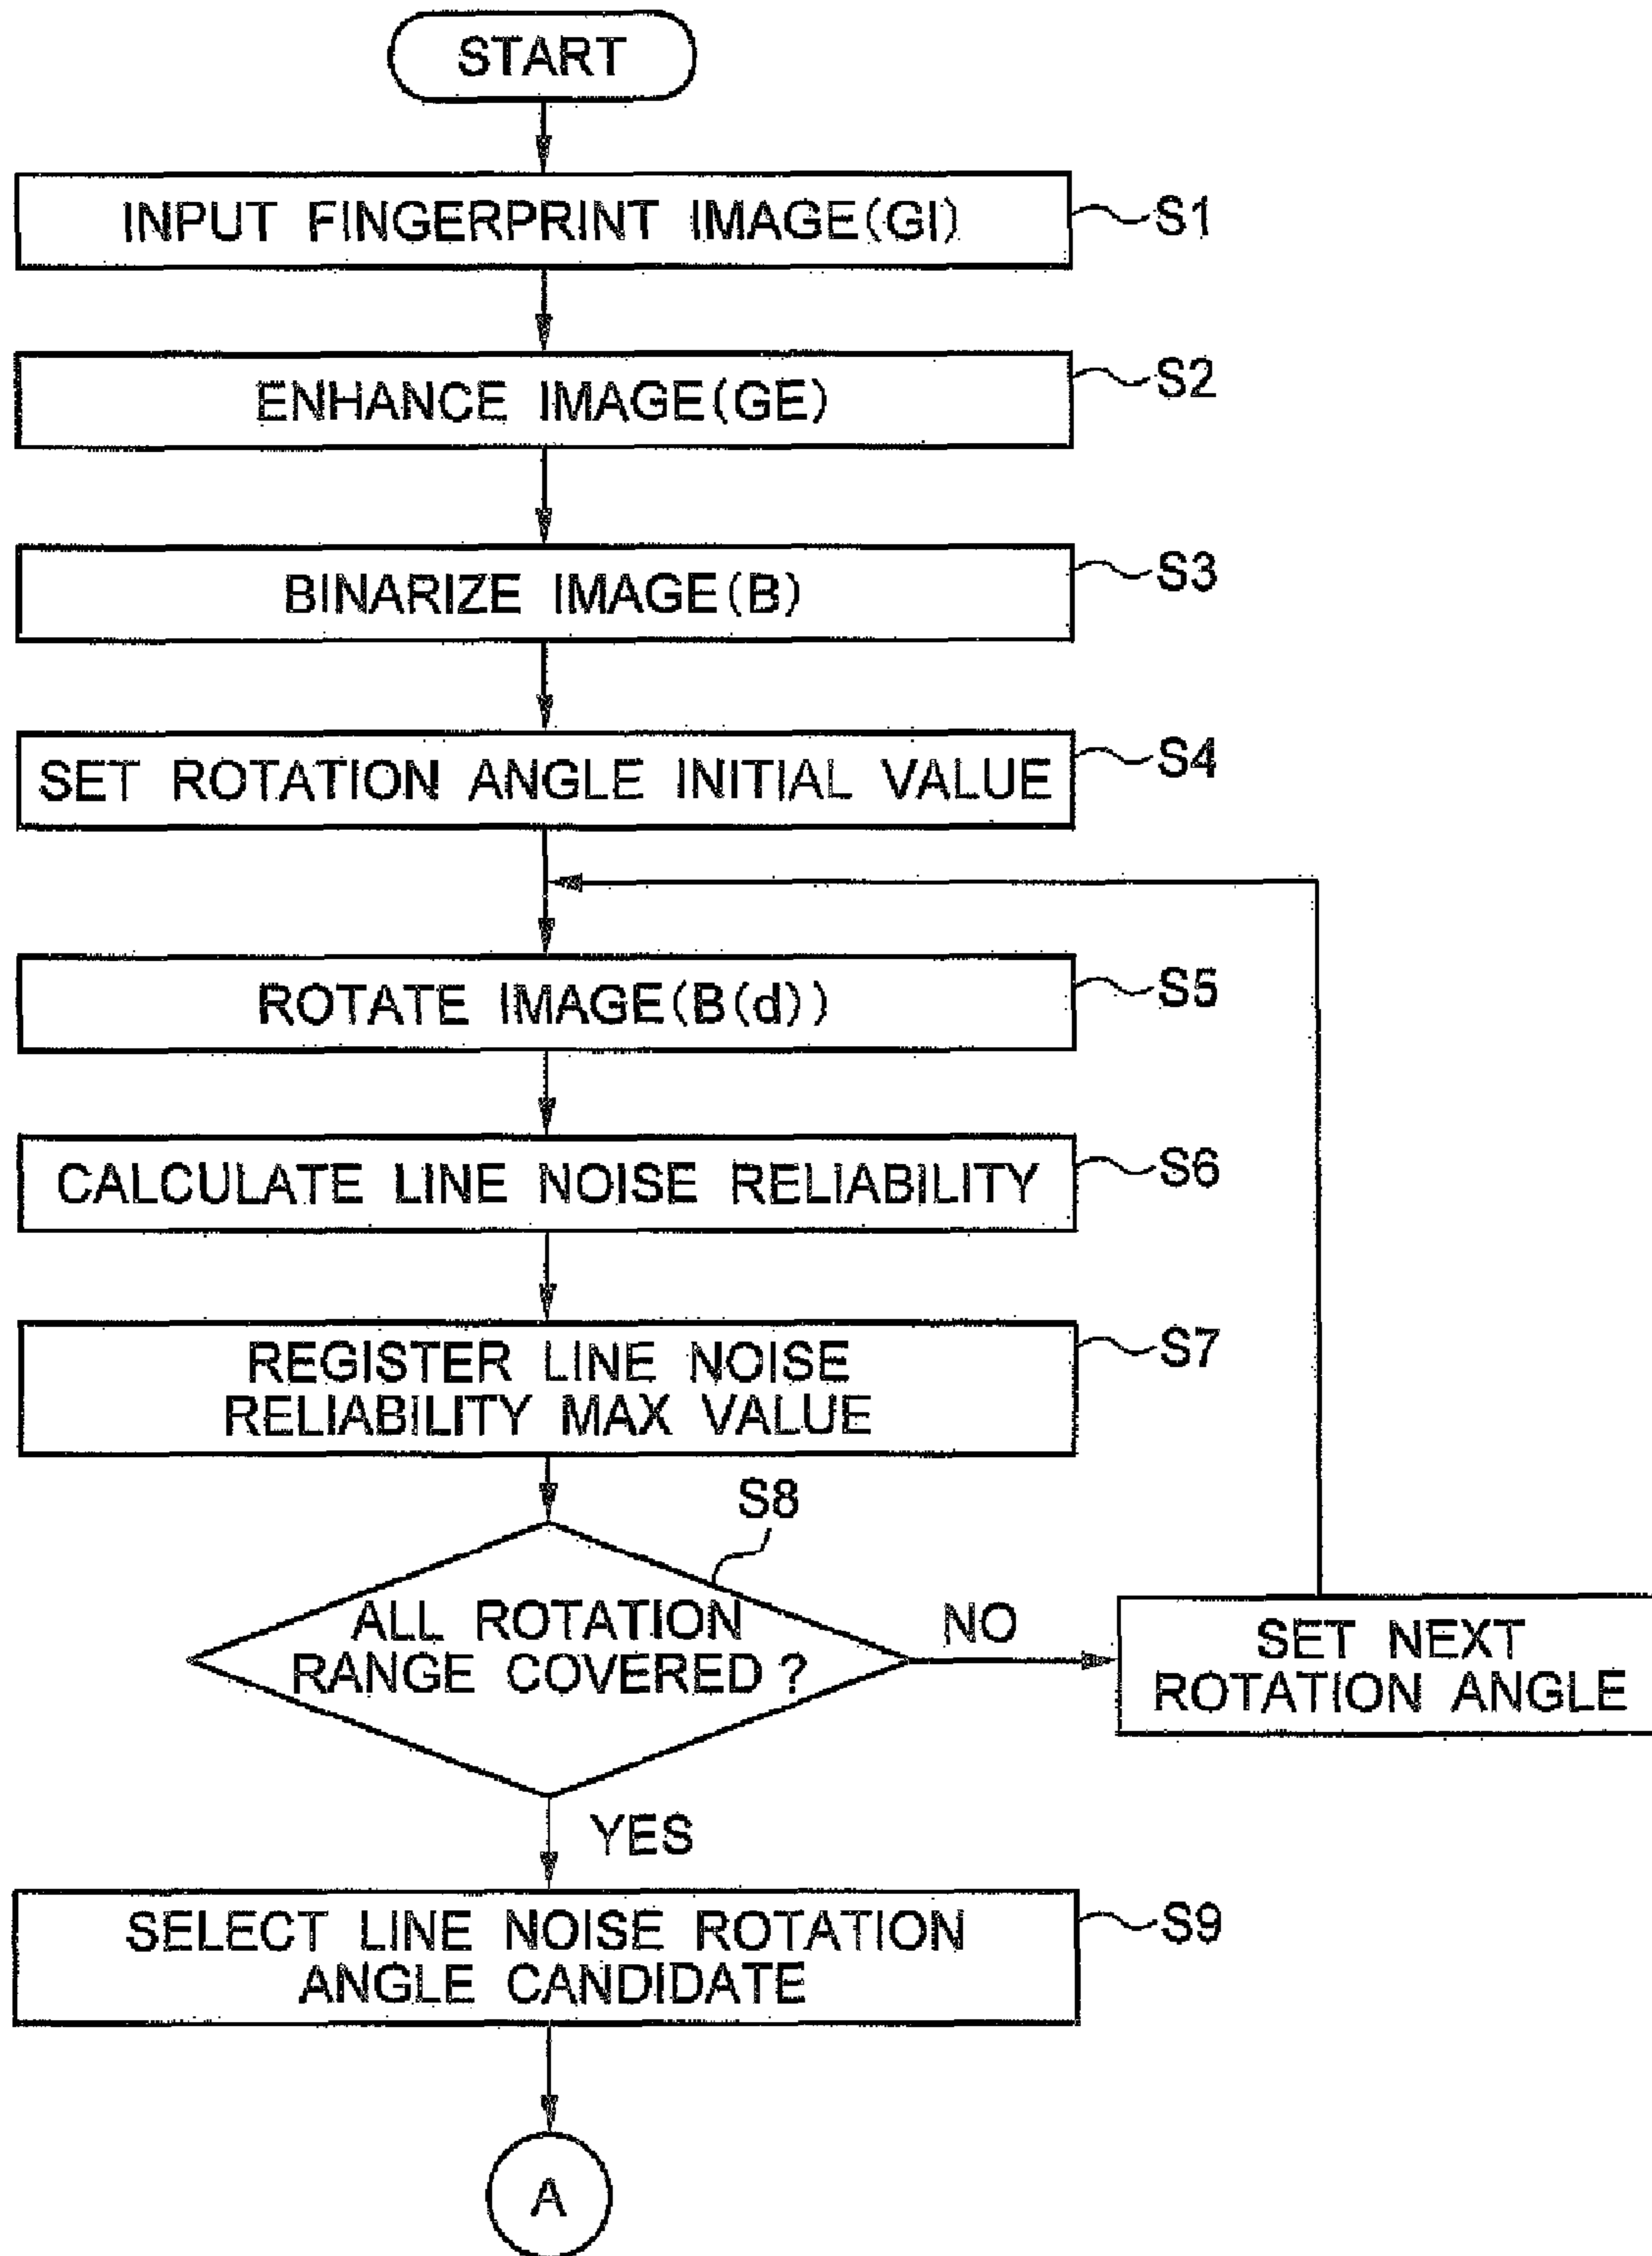 START
INPUT FINGERPRINT IMAGE(GI)
S1
ENHANCE IMAGE(GE)
S2
BINARIZE IMAGE(B)
S3
SET ROTATION ANGLE INITIAL VALUE
S4
ROTATE IMAGE(B(d))
S5
CALCULATE LINE NOISE RELIABILITY
S6
REGISTER LINE NOISE
RELIABILITY MAX VALUE
S7
S8
ALL ROTATION
RANGE COVERED ?
NO
SET NEXT
ROTATION ANGLE
YES
SELECT LINE NOISE ROTATION
ANGLE CANDIDATE
S9
A